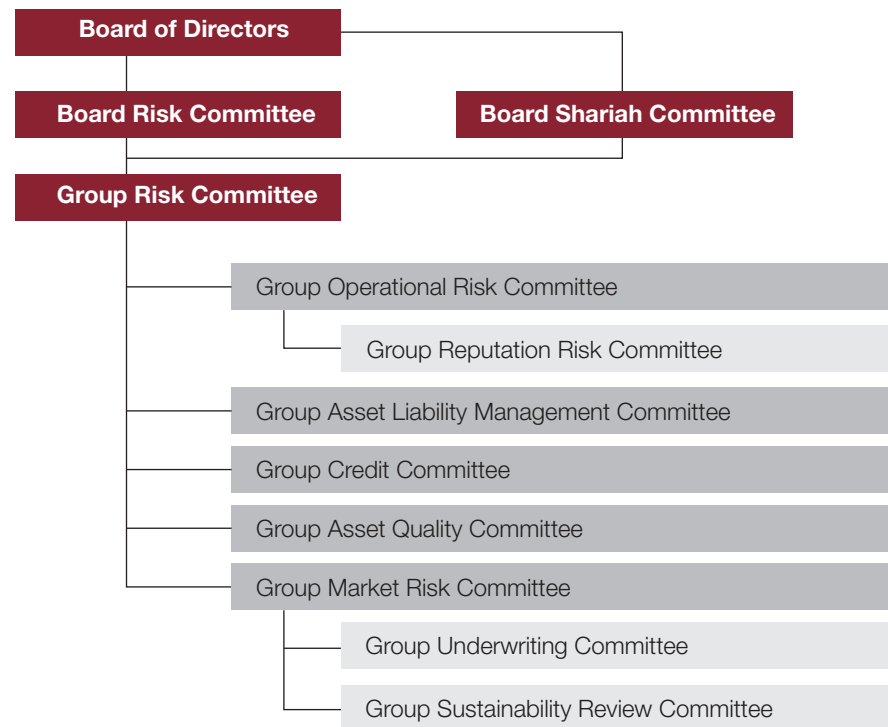 Board of Directors
Board Risk Committee
Board Shariah Committee
Group Risk Committee
Group Operational Risk Committee
Group Reputation Risk Committee
Group Asset Liability Management Committee
Group Credit Committee
Group Asset Quality Committee
Group Market Risk Committee
Group Underwriting Committee
Group Sustainability Review Committee